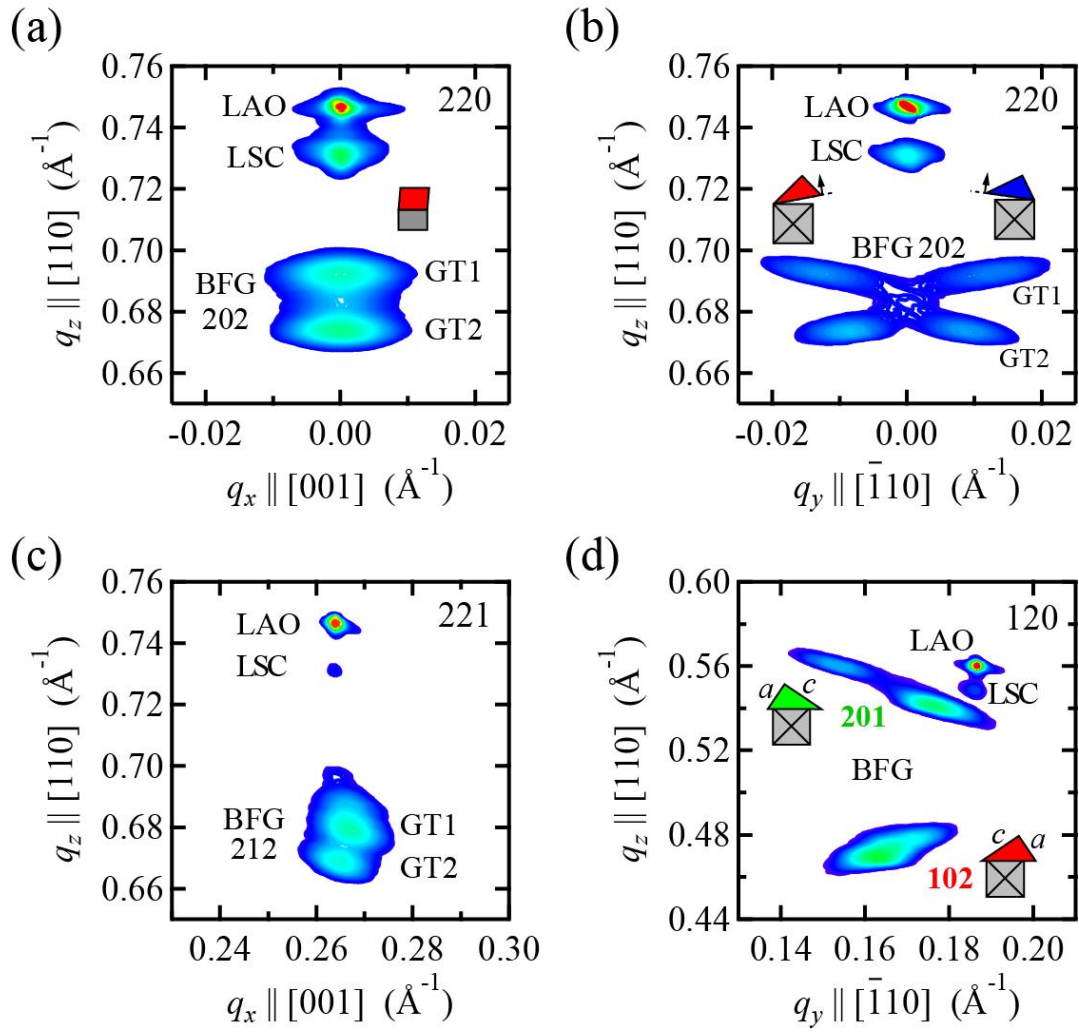 (a)
0.76
0.74
0.72
0.70
0.68
0.66
q_z || [110] (Å⁻¹)
LAO
220
LSC
BFG
202
GT1
GT2
-0.02
0.00
0.02
q_x || [001] (Å⁻¹)
(b)
0.76
0.74
0.72
0.70
0.68
0.66
q_z || [110] (Å⁻¹)
LAO
220
LSC
BFG 202
GT1
GT2
-0.02
0.00
0.02
q_y || [1̄10] (Å⁻¹)
(c)
0.76
0.74
0.72
0.70
0.68
0.66
q_z || [110] (Å⁻¹)
LAO
221
LSC
BFG
212
GT1
GT2
0.24
0.26
0.28
0.30
q_x || [001] (Å⁻¹)
(d)
0.60
0.56
0.52
0.48
0.44
q_z || [110] (Å⁻¹)
120
LAO
LSC
a c
201
BFG
c a
102
0.14
0.16
0.18
0.20
q_y || [1̄10] (Å⁻¹)